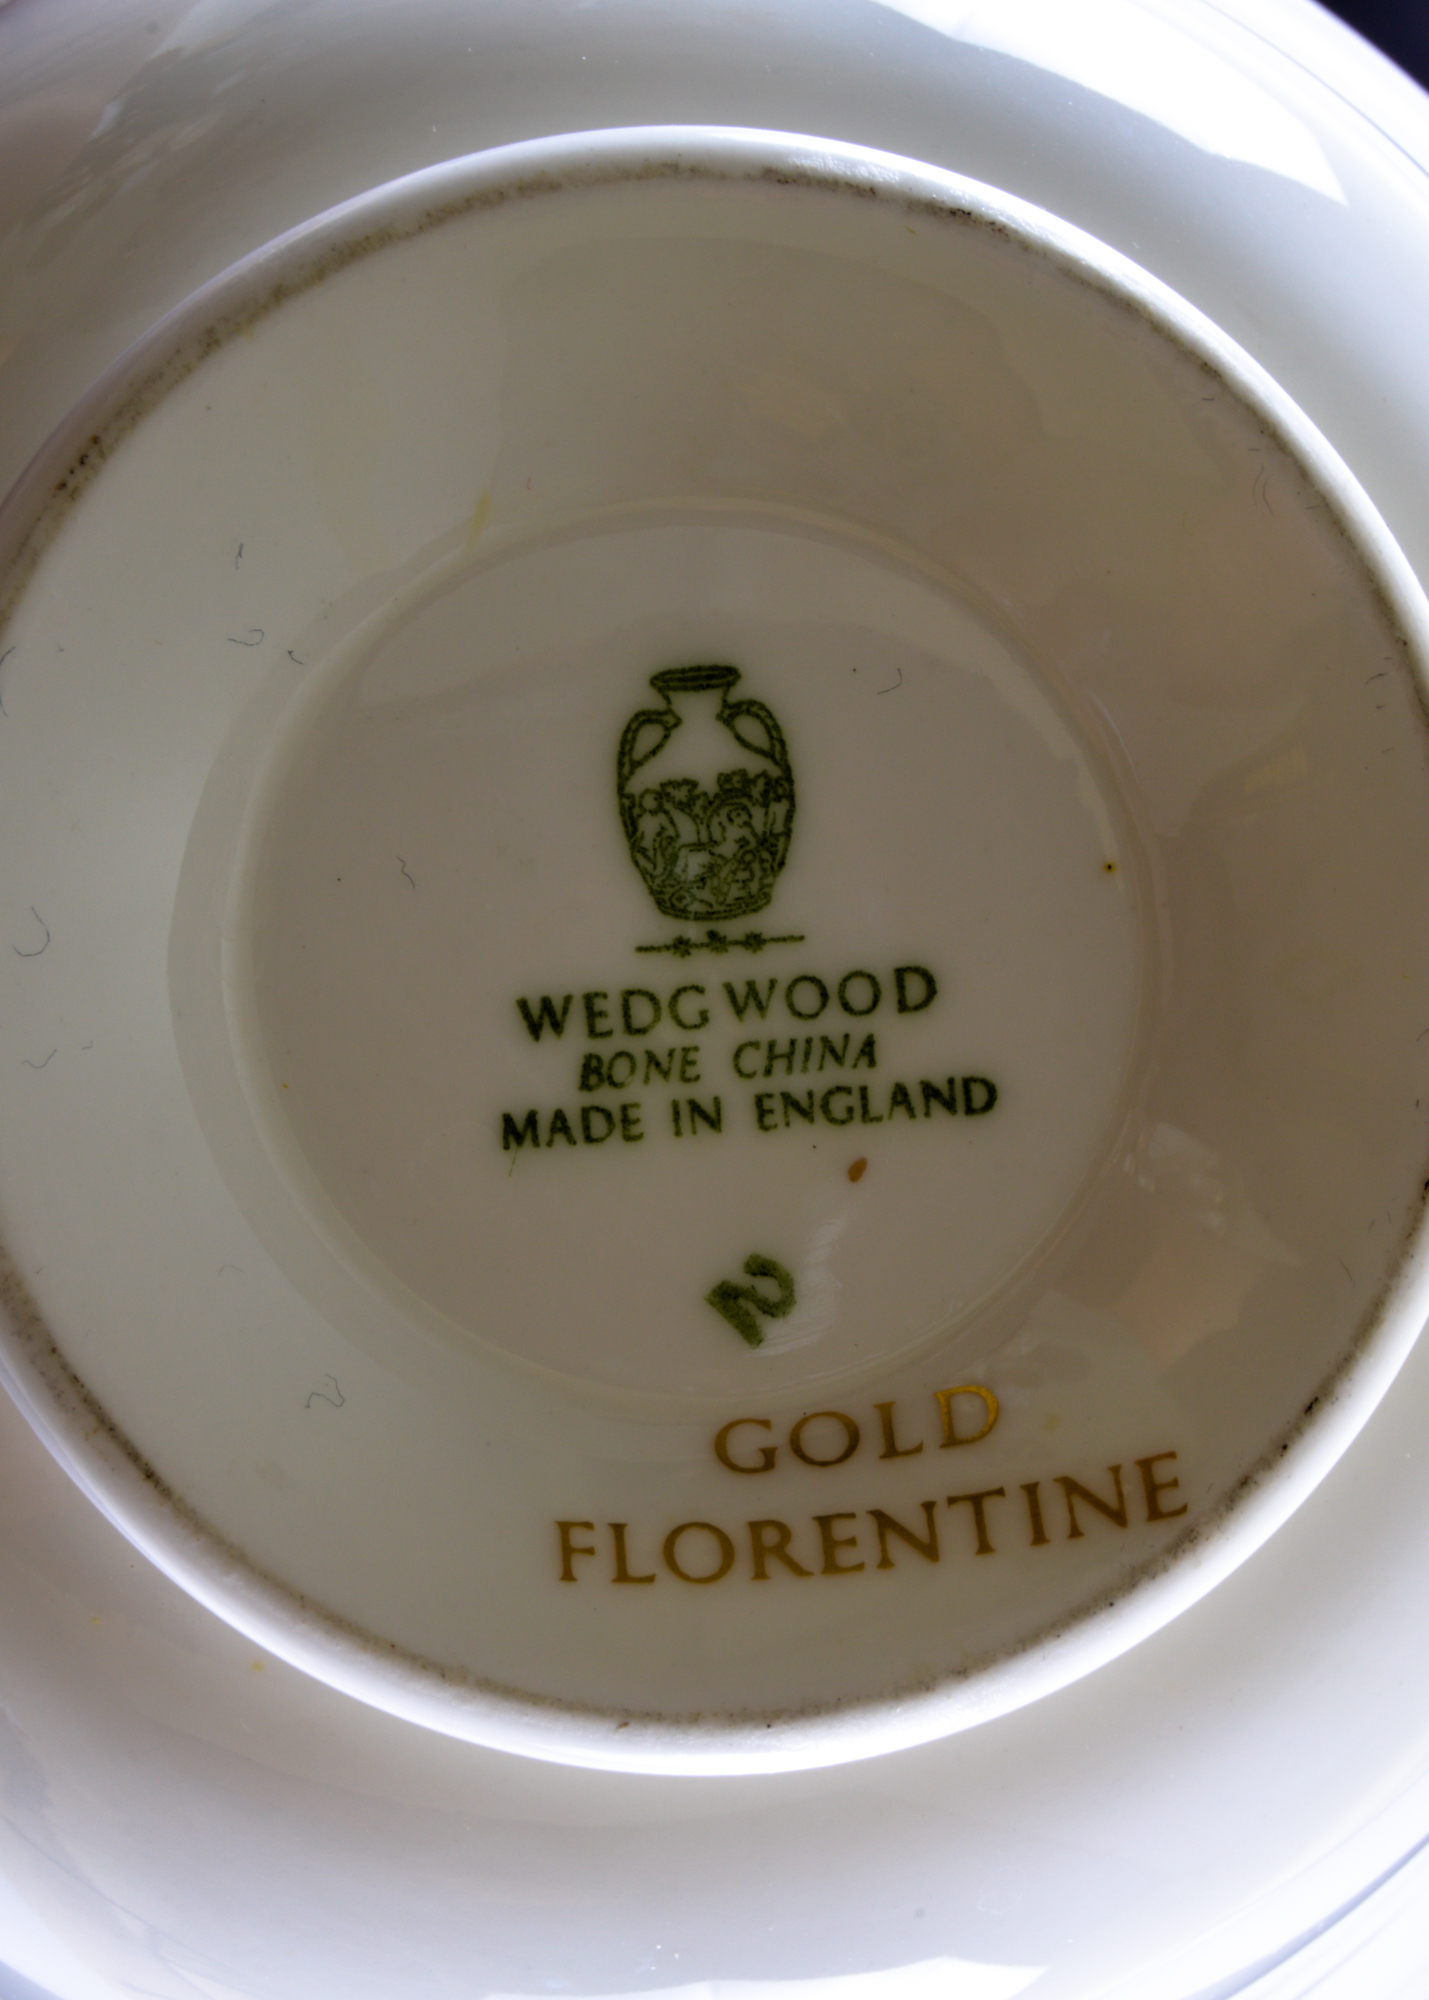 WEDGWOOD
BONE CHINA
MADE IN ENGLAND
N
GOLD
FLORENTINE